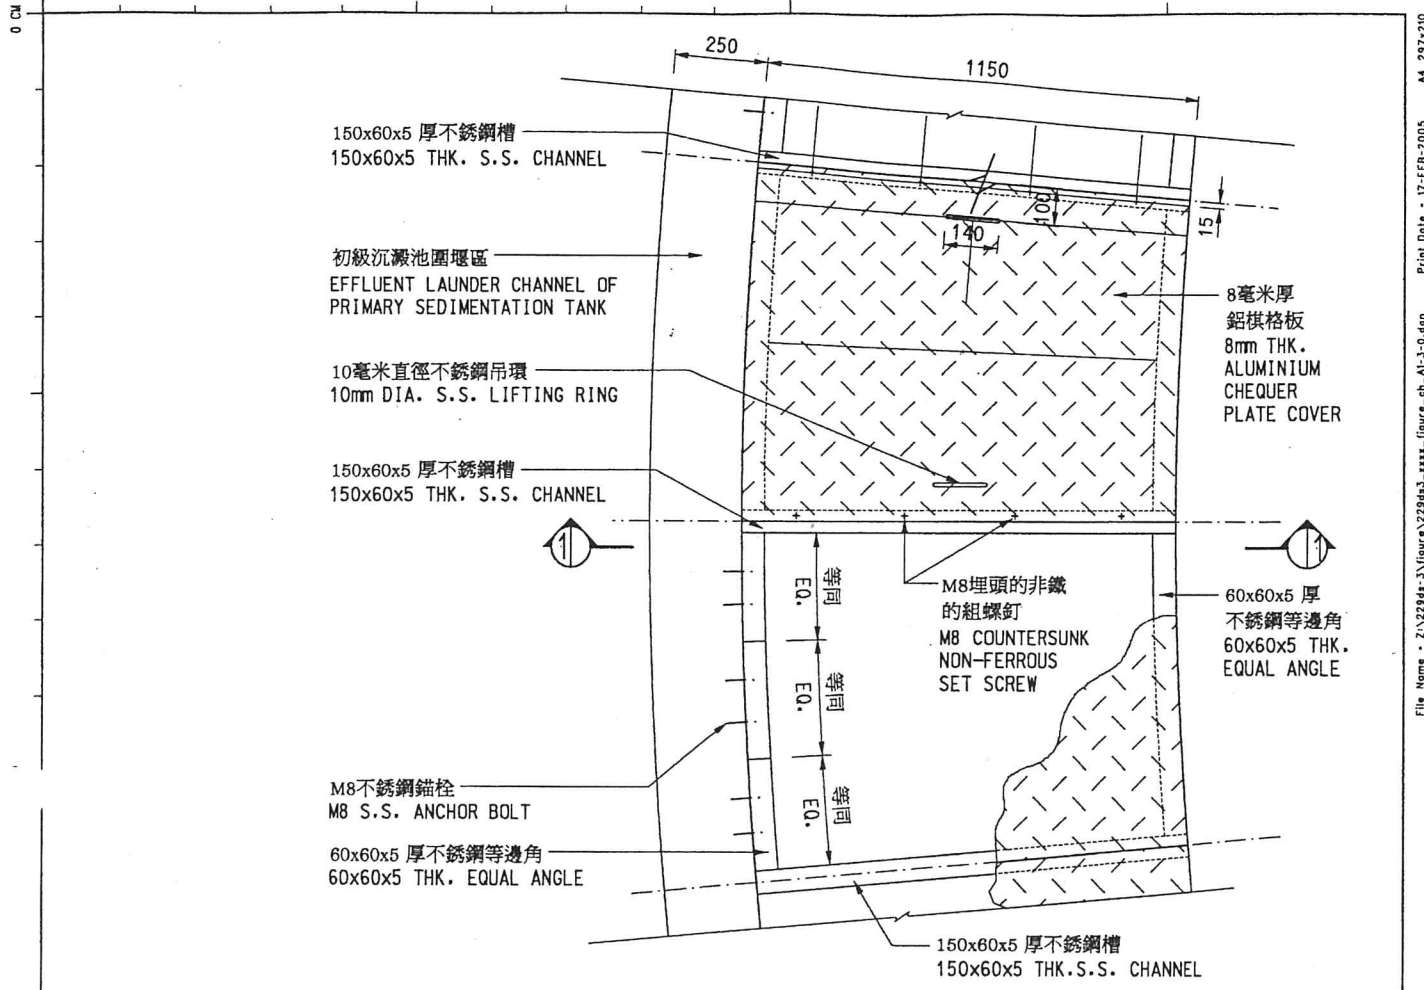 0 CM
250
1150
150x60x5 厚不銹鋼槽
150x60x5 THK. S.S. CHANNEL
100
15
140
初級沉澱池圍堰區
EFFLUENT LAUNDER CHANNEL OF
PRIMARY SEDIMENTATION TANK
8毫米厚
鋁棋格板
8mm THK.
ALUMINIUM
CHEQUER
PLATE COVER
10毫米直徑不銹鋼吊環
10mm DIA. S.S. LIFTING RING
150x60x5 厚不銹鋼槽
150x60x5 THK. S.S. CHANNEL
1
1
等同
EQ.
等同
EQ.
等同
EQ.
M8埋頭的非鐵
的組螺釘
M8 COUNTERSUNK
NON-FERROUS
SET SCREW
60x60x5 厚
不銹鋼等邊角
60x60x5 THK.
EQUAL ANGLE
M8不銹鋼錨栓
M8 S.S. ANCHOR BOLT
60x60x5 厚不銹鋼等邊角
60x60x5 THK. EQUAL ANGLE
150x60x5 厚不銹鋼槽
150x60x5 THK.S.S. CHANNEL
Print Date : 17-FEB-2005
A4 297x210